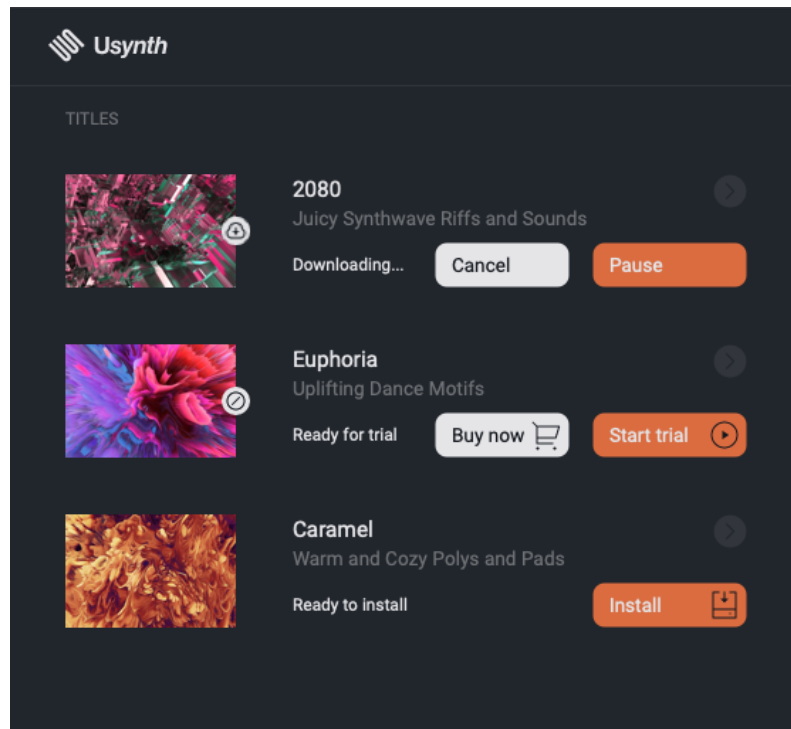 Usynth
TITLES
2080
Juicy Synthwave Riffs and Sounds
Downloading... Cancel Pause
Euphoria
Uplifting Dance Motifs
Ready for trial Buy now Start trial
Caramel
Warm and Cozy Polys and Pads
Ready to install Install